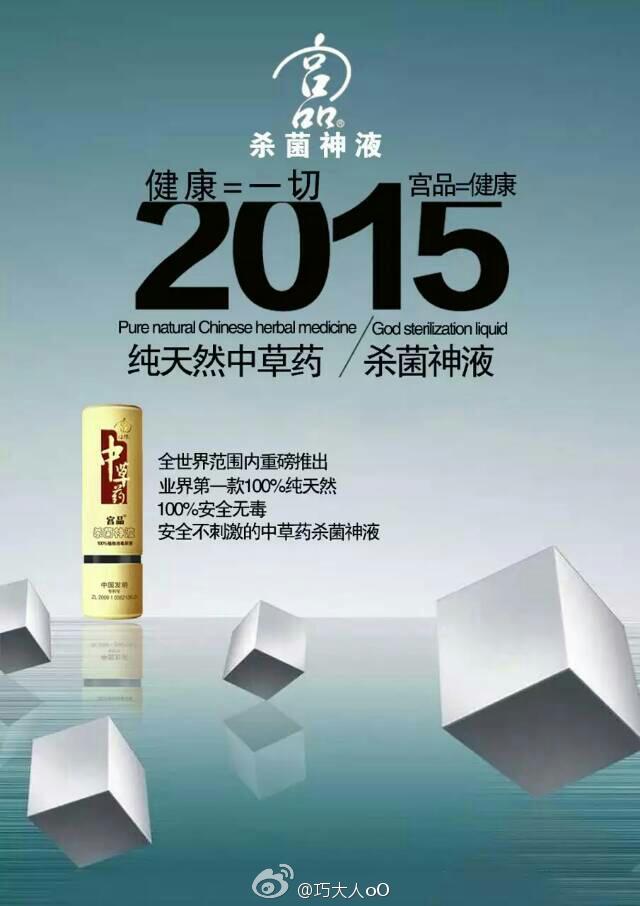 宫品®
杀菌神液
健康=一切
宫品=健康
2015
Pure natural Chinese herbal medicine
God sterilization liquid
纯天然中草药
杀菌神液
全世界范围内重磅推出
业界第一款100%纯天然
100%安全无毒
安全不刺激的中草药杀菌神液
中草药
宫品
杀菌神液
中国发明
专利号
@巧大人oO